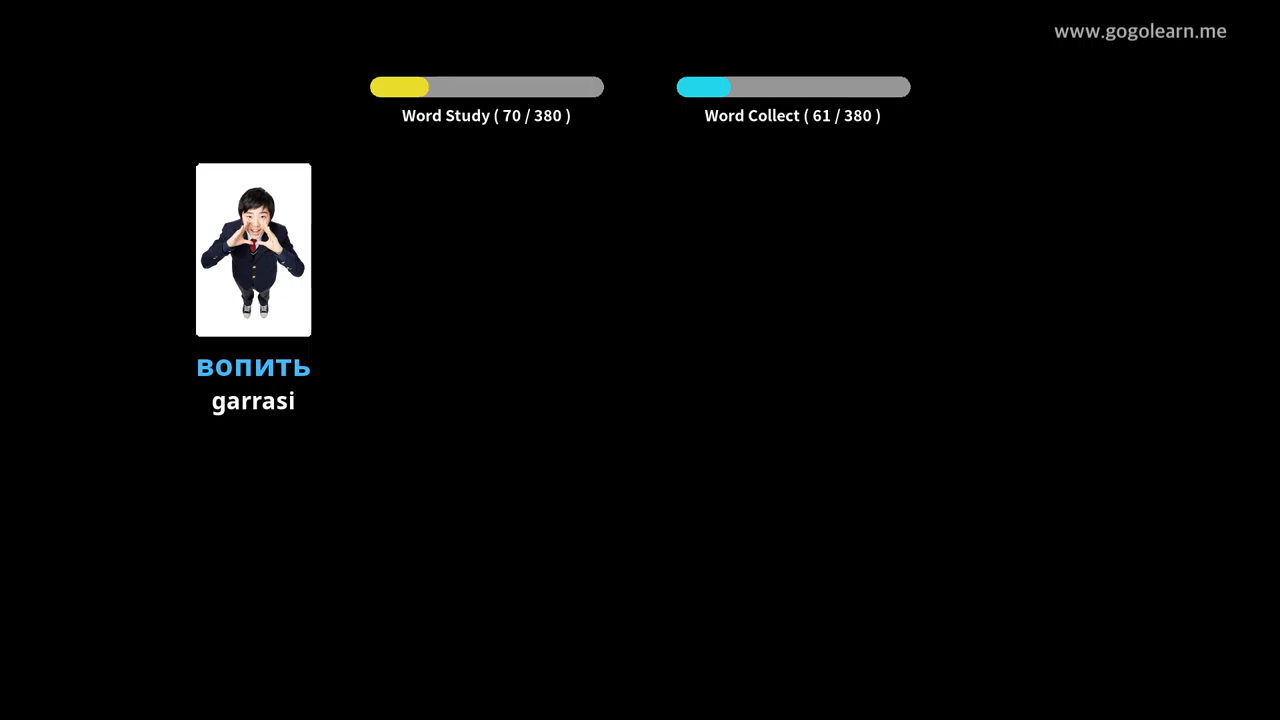 www.gogolearn.me
Word Study ( 70 / 380 )
Word Collect ( 61 / 380 )
вопить
garrasi